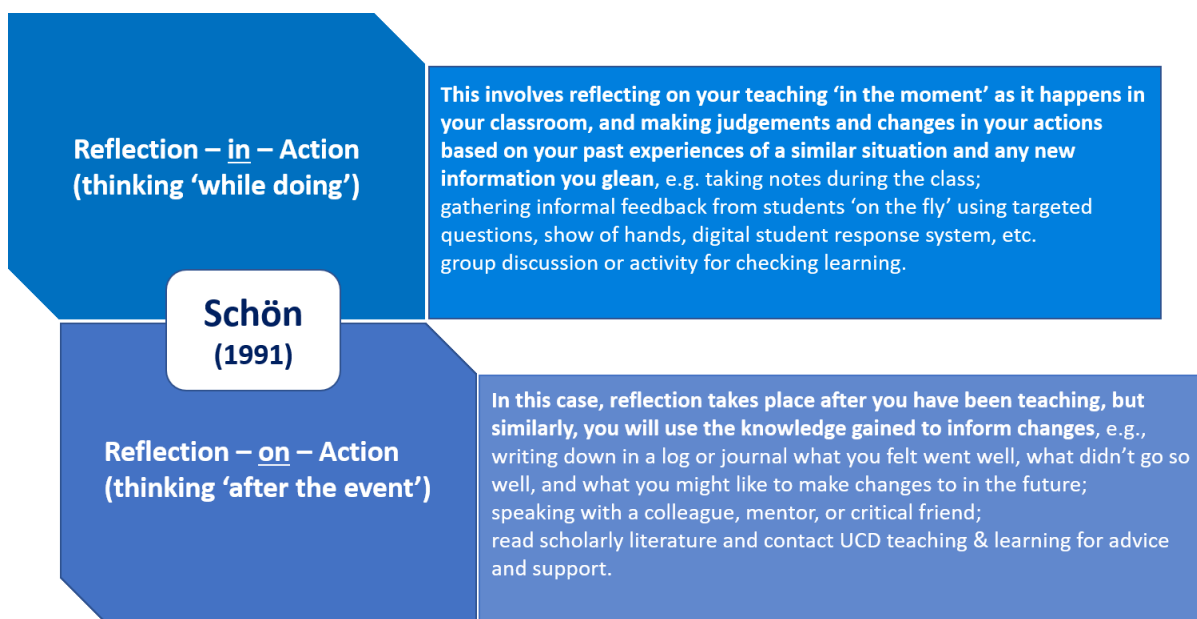 Reflection – in – Action
(thinking ‘while doing’)
This involves reflecting on your teaching ‘in the moment’ as it happens in
your classroom, and making judgements and changes in your actions
based on your past experiences of a similar situation and any new
information you glean, e.g. taking notes during the class;
gathering informal feedback from students ‘on the fly’ using targeted
questions, show of hands, digital student response system, etc.
group discussion or activity for checking learning.
Schön
(1991)
Reflection – on – Action
(thinking ‘after the event’)
In this case, reflection takes place after you have been teaching, but
similarly, you will use the knowledge gained to inform changes, e.g.,
writing down in a log or journal what you felt went well, what didn’t go so
well, and what you might like to make changes to in the future;
speaking with a colleague, mentor, or critical friend;
read scholarly literature and contact UCD teaching & learning for advice
and support.